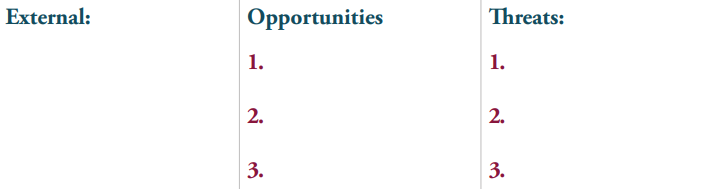 External: Opportunities Threats:
1. 1.
2. 2.
3. 3.